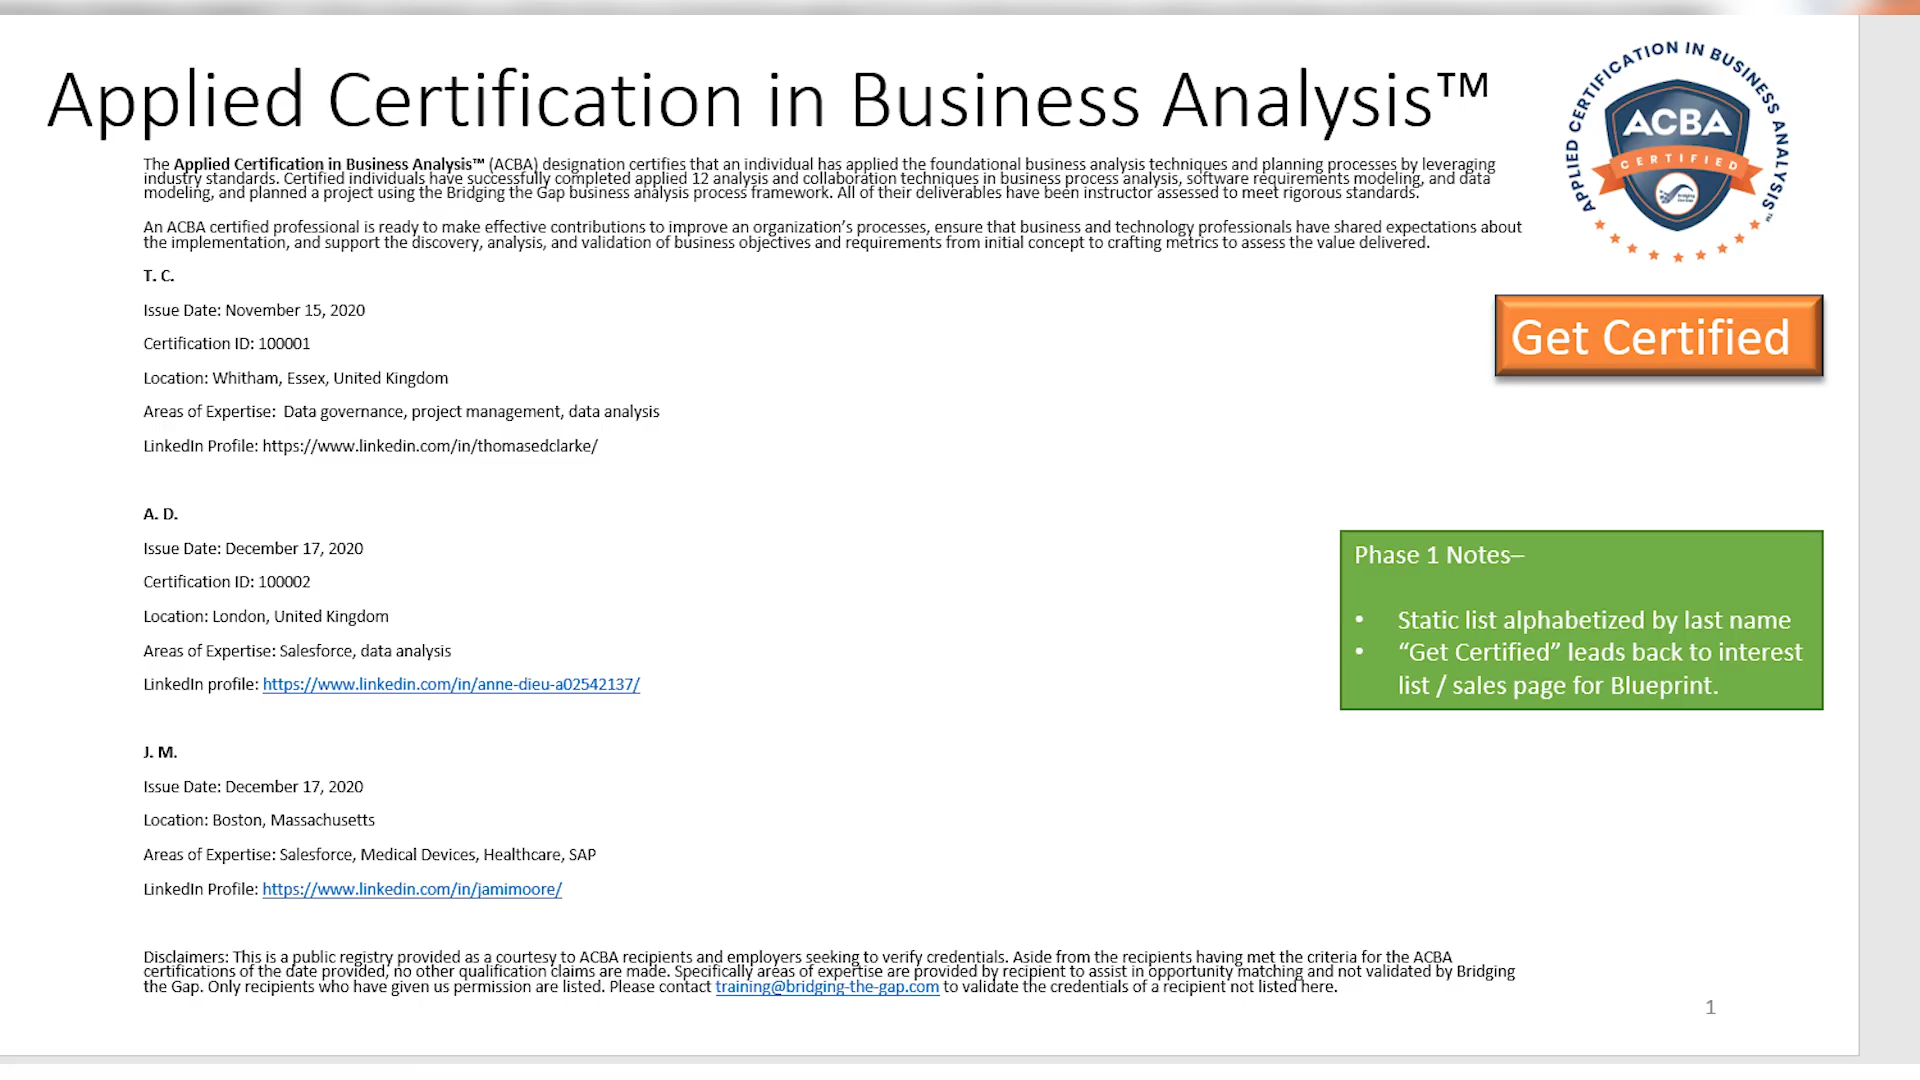 Applied Certification in Business Analysis™
The Applied Certification in Business Analysis™ (ACBA) designation certifies that an individual has applied the foundational business analysis techniques and planning processes by leveraging
industry standards. Certified individuals have successfully completed applied 12 analysis and collaboration techniques in business process analysis, software requirements modeling, and data
modeling, and planned a project using the Bridging the Gap business analysis process framework. All of their deliverables have been instructor assessed to meet rigorous standards.
An ACBA certified professional is ready to make effective contributions to improve an organization's processes, ensure that business and technology professionals have shared expectations about
the implementation, and support the discovery, analysis, and validation of business objectives and requirements from initial concept to crafting metrics to assess the value delivered.
APPLIED CERTIFICATION IN BUSINESS ANALYSIS™
ACBA
CERTIFIED
Get Certified
T. C.
Issue Date: November 15, 2020
Certification ID: 100001
Location: Whitham, Essex, United Kingdom
Areas of Expertise: Data governance, project management, data analysis
LinkedIn Profile: https://www.linkedin.com/in/thomasedclarke/
A. D.
Issue Date: December 17, 2020
Certification ID: 100002
Location: London, United Kingdom
Areas of Expertise: Salesforce, data analysis
LinkedIn profile: https://www.linkedin.com/in/anne-dieu-a02542137/
Phase 1 Notes–
• Static list alphabetized by last name
• “Get Certified” leads back to interest
list / sales page for Blueprint.
J. M.
Issue Date: December 17, 2020
Location: Boston, Massachusetts
Areas of Expertise: Salesforce, Medical Devices, Healthcare, SAP
LinkedIn Profile: https://www.linkedin.com/in/jamimoore/
Disclaimers: This is a public registry provided as a courtesy to ACBA recipients and employers seeking to verify credentials. Aside from the recipients having met the criteria for the ACBA
certifications of the date provided, no other qualification claims are made. Specifically areas of expertise are provided by recipient to assist in opportunity matching and not validated by Bridging
the Gap. Only recipients who have given us permission are listed. Please contact training@bridging-the-gap.com to validate the credentials of a recipient not listed here.
1